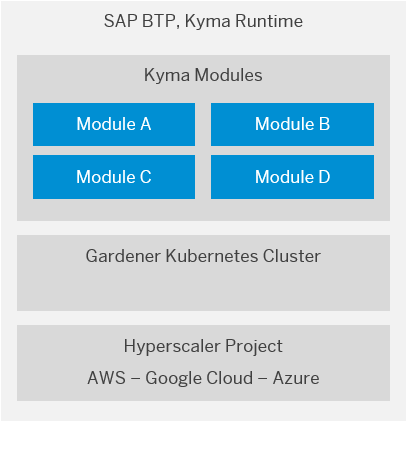 SAP BTP, Kyma Runtime
Kyma Modules
Module A
Module B
Module C
Module D
Gardener Kubernetes Cluster
Hyperscaler Project
AWS – Google Cloud – Azure